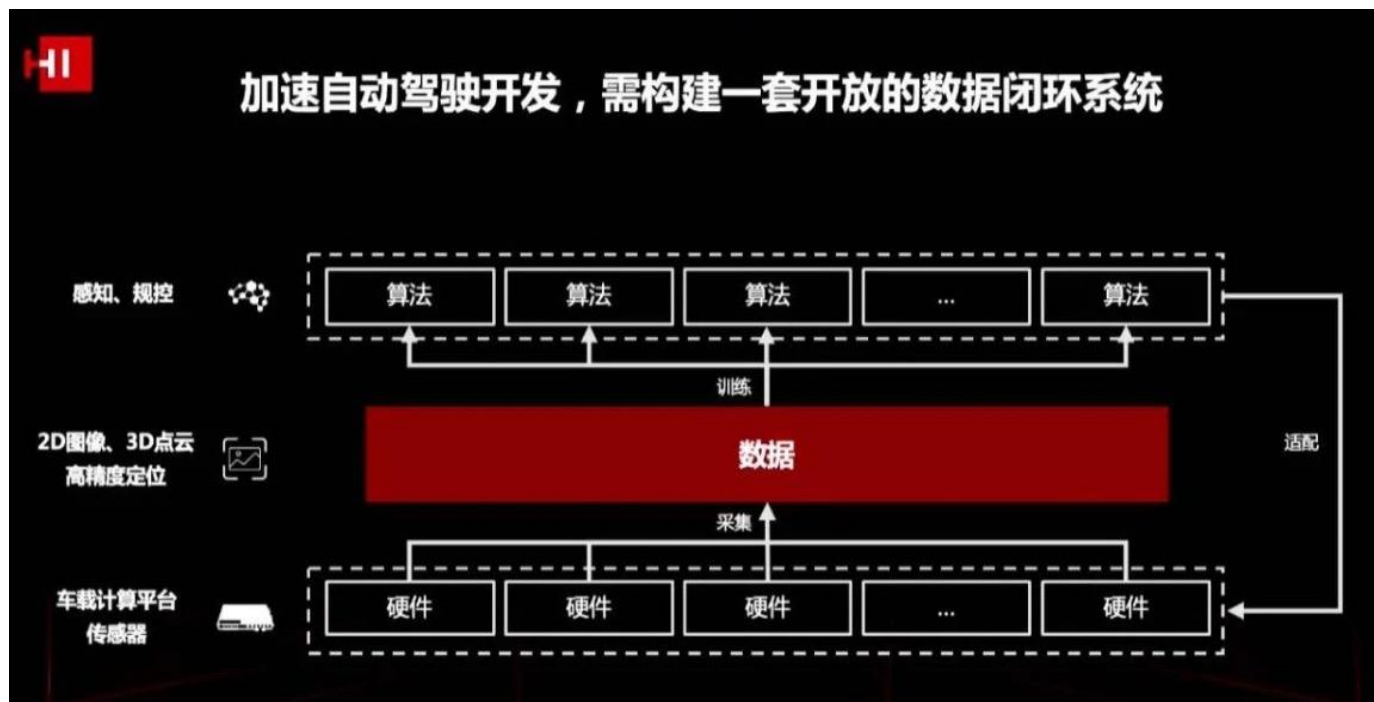 HI
加速自动驾驶开发，需构建一套开放的数据闭环系统
感知、规控
算法
算法
算法
...
算法
训练
2D图像、3D点云
高精度定位
数据
适配
采集
车载计算平台
传感器
硬件
硬件
硬件
...
硬件